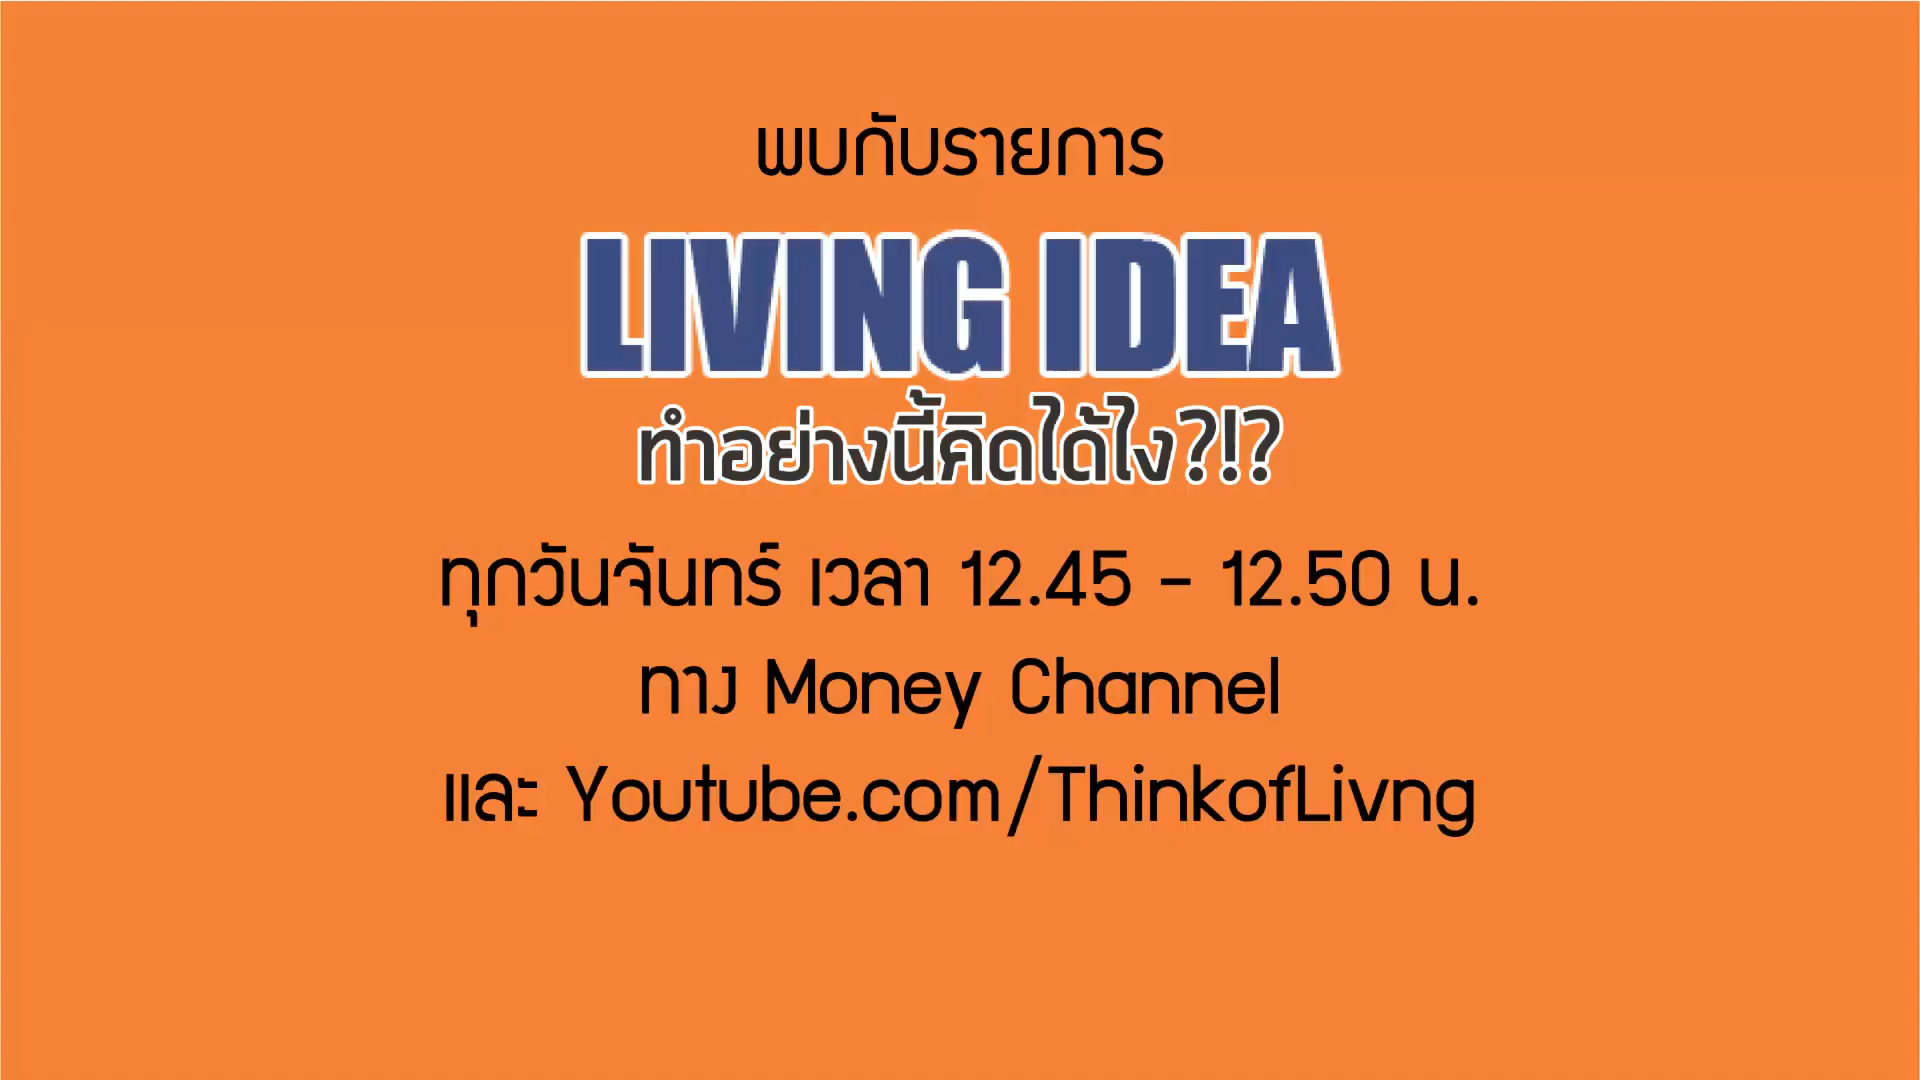 พบกับรายการ
LIVING IDEA
ทำอย่างนี้คิดได้ไง?!?
ทุกวันจันทร์ เวลา 12.45 - 12.50 น.
ทาง Money Channel
และ Youtube.com/ThinkofLivng